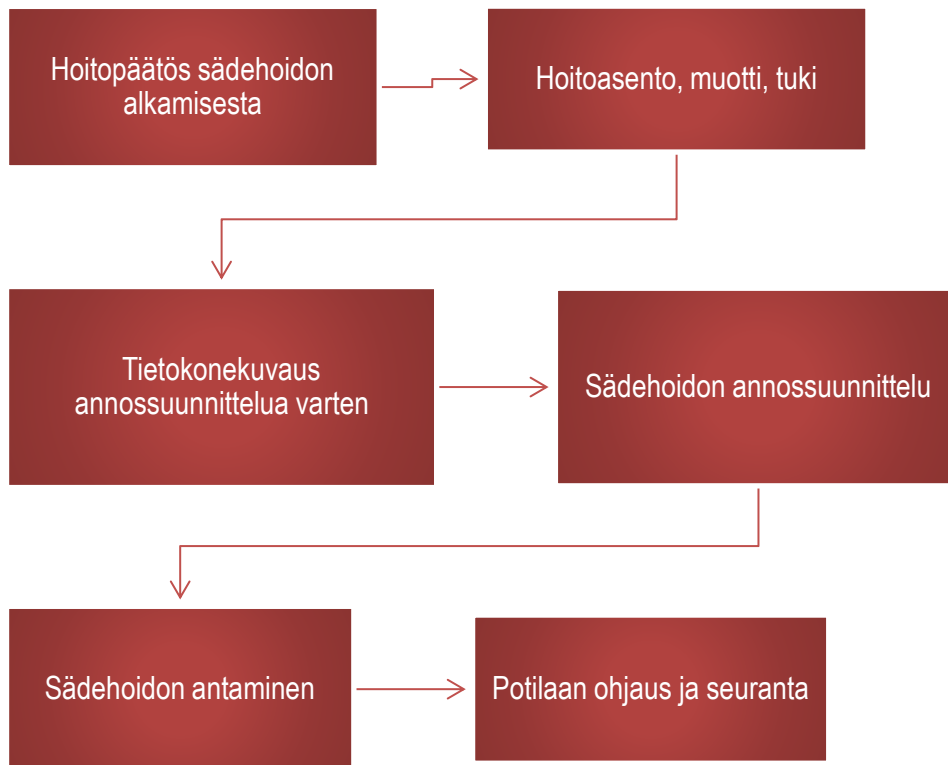 Hoitopäätös sädehoidon
alkamisesta
Hoitoasento, muotti, tuki
Tietokonekuvaus
annossuunnittelua varten
Sädehoidon annossuunnittelu
Sädehoidon antaminen
Potilaan ohjaus ja seuranta